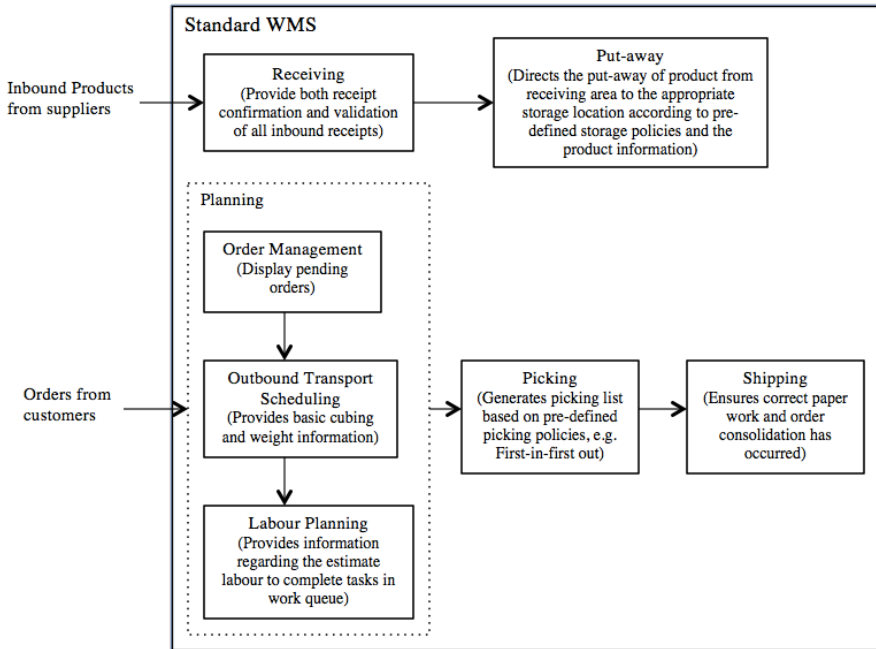 Standard WMS
Inbound Products
from suppliers
Receiving
(Provide both receipt
confirmation and validation
of all inbound receipts)
Put-away
(Directs the put-away of product from
receiving area to the appropriate
storage location according to pre-
defined storage policies and the
product information)
Planning
Order Management
(Display pending
orders)
Orders from
customers
Outbound Transport
Scheduling
(Provides basic cubing
and weight information)
Labour Planning
(Provides information
regarding the estimate
labour to complete tasks in
work queue)
Picking
(Generates picking list
based on pre-defined
picking policies, e.g.
First-in-first out)
Shipping
(Ensures correct paper
work and order
consolidation has
occurred)